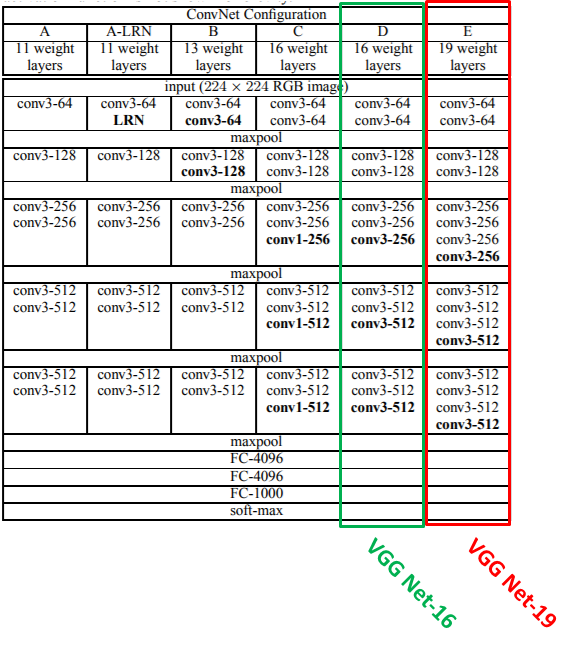 ConvNet Configuration
A A-LRN B C D E
11 weight 11 weight 13 weight 16 weight 16 weight 19 weight
layers layers layers layers layers layers
input (224 × 224 RGB image)
conv3-64 conv3-64 conv3-64 conv3-64 conv3-64 conv3-64
LRN conv3-64 conv3-64 conv3-64 conv3-64
maxpool
conv3-128 conv3-128 conv3-128 conv3-128 conv3-128 conv3-128
conv3-128 conv3-128 conv3-128 conv3-128
maxpool
conv3-256 conv3-256 conv3-256 conv3-256 conv3-256 conv3-256
conv3-256 conv3-256 conv3-256 conv3-256 conv3-256 conv3-256
conv1-256 conv3-256 conv3-256
conv3-256
maxpool
conv3-512 conv3-512 conv3-512 conv3-512 conv3-512 conv3-512
conv3-512 conv3-512 conv3-512 conv3-512 conv3-512 conv3-512
conv1-512 conv3-512 conv3-512
conv3-512
maxpool
conv3-512 conv3-512 conv3-512 conv3-512 conv3-512 conv3-512
conv3-512 conv3-512 conv3-512 conv3-512 conv3-512 conv3-512
conv1-512 conv3-512 conv3-512
conv3-512
maxpool
FC-4096
FC-4096
FC-1000
soft-max
VGG Net-16
VGG Net-19